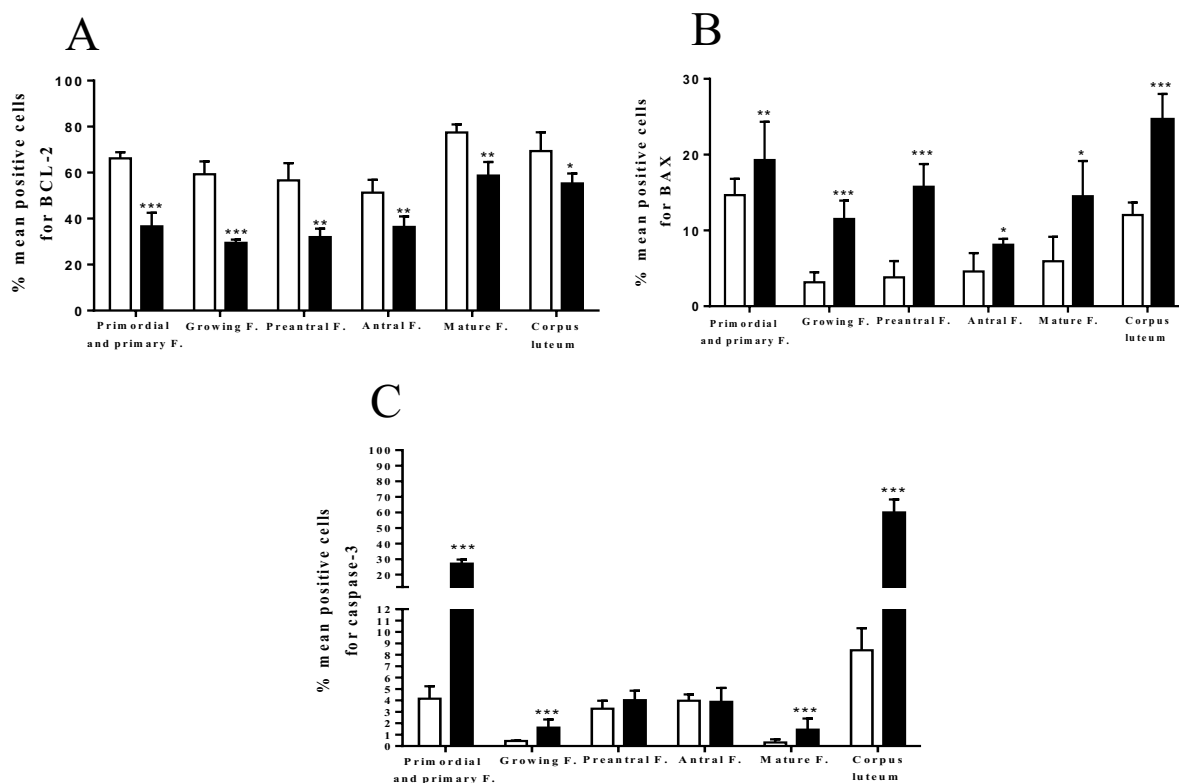 A
% mean positive cells
for BCL-2
100
80
60
40
20
0
***
***
**
**
**
*
Primordial
and primary F.
Growing F.
Preantral F.
Antral F.
Mature F.
Corpus
luteum
B
% mean positive cells
for BAX
30
20
10
0
**
***
***
*
*
***
Primordial
and primary F.
Growing F.
Preantral F.
Antral F.
Mature F.
Corpus
luteum
C
% mean positive cells
for caspase-3
100
90
80
70
60
50
40
30
20
12
11
10
9
8
7
6
5
4
3
2
1
0
***
***
***
***
Primordial
and primary F.
Growing F.
Preantral F.
Antral F.
Mature F.
Corpus
luteum